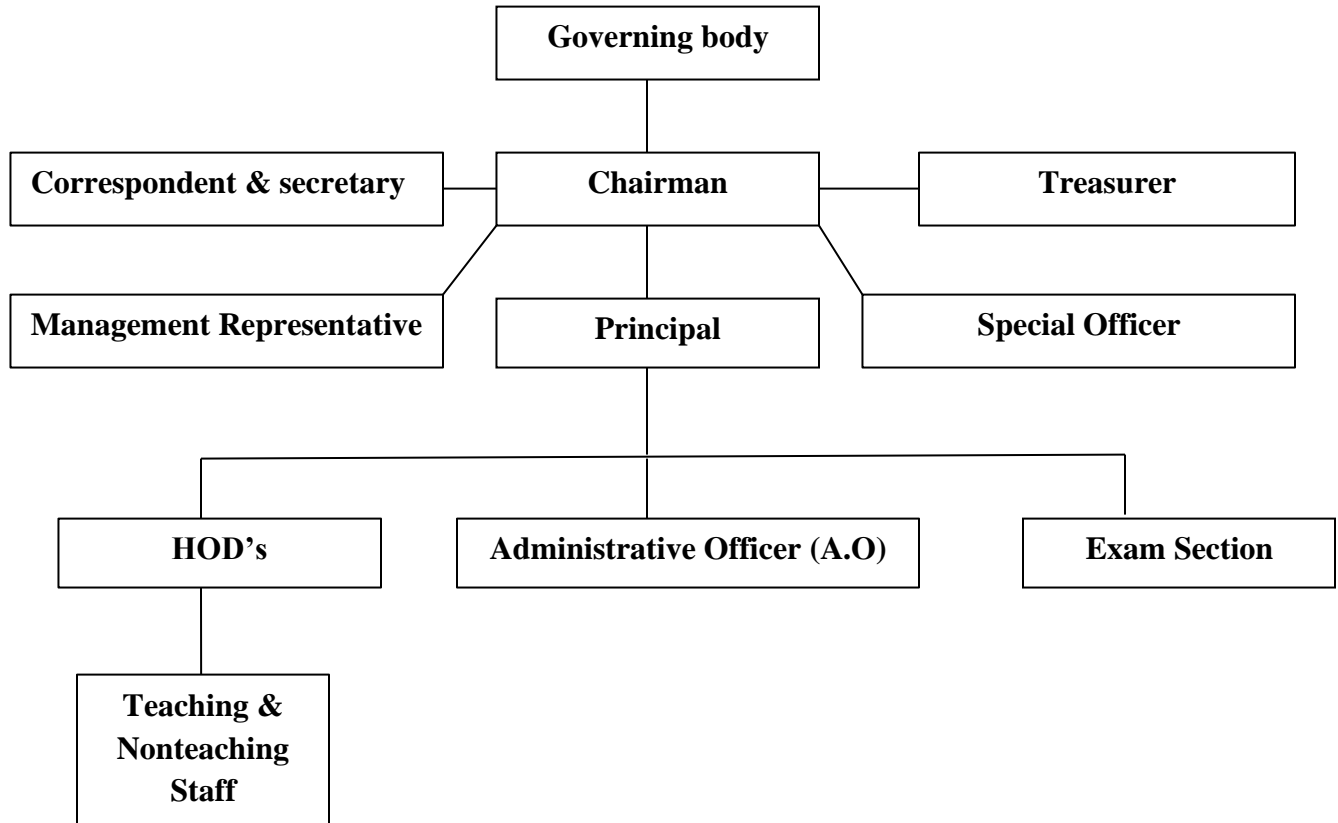 Governing body
Correspondent & secretary
Chairman
Treasurer
Management Representative
Principal
Special Officer
HOD’s
Administrative Officer (A.O)
Exam Section
Teaching &
Nonteaching
Staff